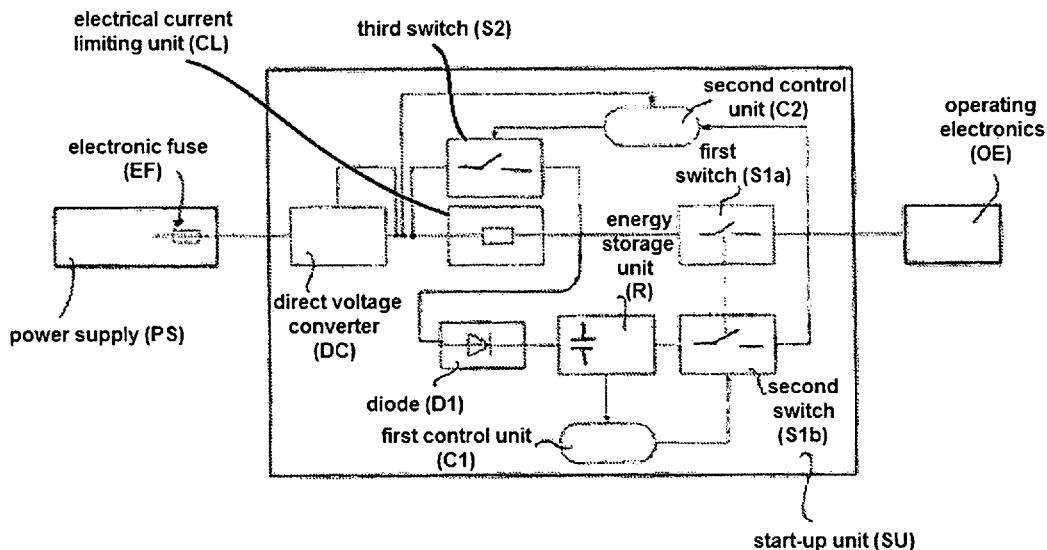 electrical current
limiting unit (CL)
third switch (S2)
second control
unit (C2)
operating
electronics
(OE)
electronic fuse
(EF)
first
switch (S1a)
energy
storage
unit
(R)
direct voltage
converter
(DC)
power supply (PS)
diode (D1)
second
switch
(S1b)
first control unit
(C1)
start-up unit (SU)